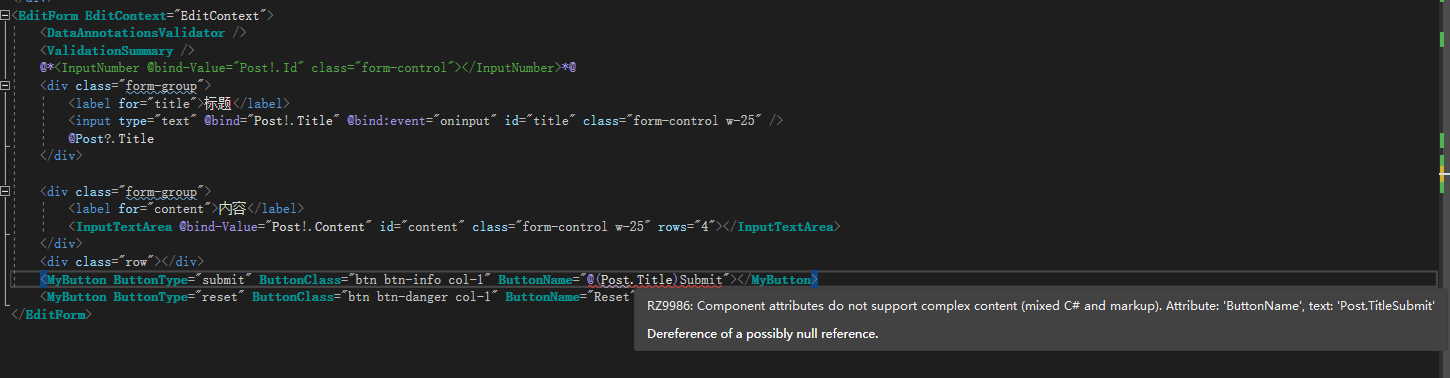 </div>
<EditForm EditContext="EditContext">
<DataAnnotationsValidator />
<ValidationSummary />
@*<InputNumber @bind-Value="Post!.Id" class="form-control"></InputNumber>*@
<div class="form-group">
<label for="title">标题</label>
<input type="text" @bind="Post!.Title" @bind:event="oninput" id="title" class="form-control w-25" />
@Post?.Title
</div>
<div class="form-group">
<label for="content">内容</label>
<InputTextArea @bind-Value="Post!.Content" id="content" class="form-control w-25" rows="4"></InputTextArea>
</div>
<div class="row"></div>
<MyButton ButtonType="submit" ButtonClass="btn btn-info col-1" ButtonName="@(Post.Title)Submit"></MyButton>
<MyButton ButtonType="reset" ButtonClass="btn btn-danger col-1" ButtonName="Reset"
</EditForm>
RZ9986: Component attributes do not support complex content (mixed C# and markup). Attribute: 'ButtonName', text: 'Post.TitleSubmit'
Dereference of a possibly null reference.